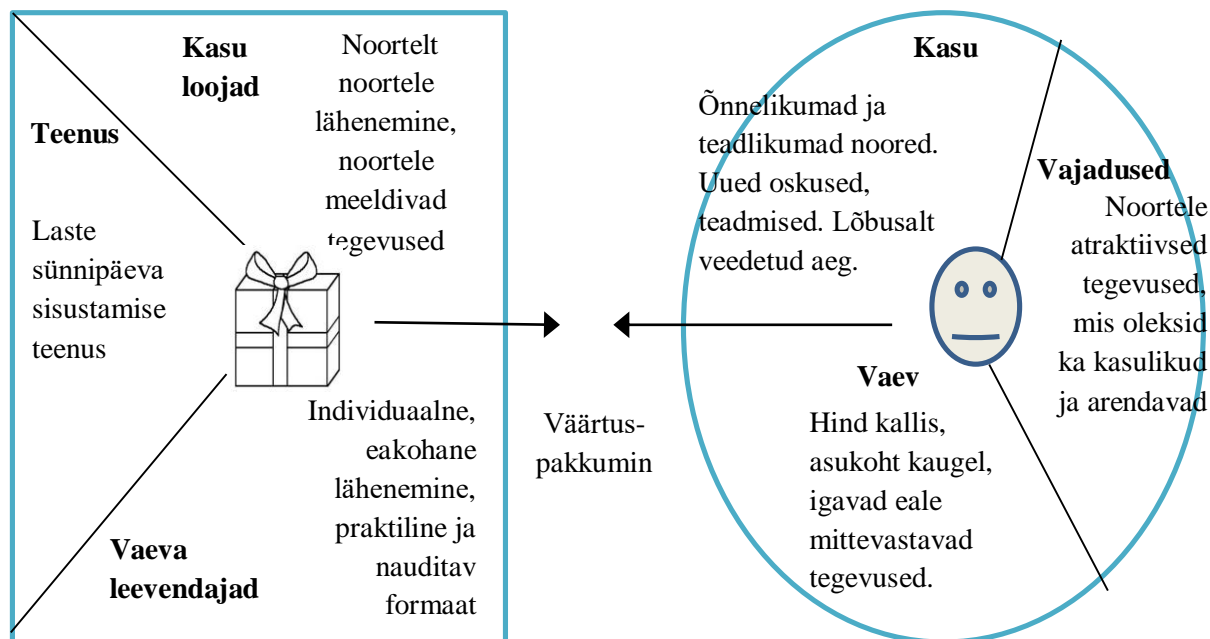 Kasu
loojad
Noortelt
noortele
lähenemine,
noortele
meeldivad
tegevused
Teenus
Laste
sünnipäeva
sisustamise
teenus
Individuaalne,
eakohane
lähenemine,
praktiline ja
nauditav
formaat
Vaeva
leevendajad
Väärtus-
pakkumin
Kasu
Õnnelikumad ja
teadlikumad noored.
Uued oskused,
teadmised. Lõbusalt
veedetud aeg.
Vajadused
Noortele
atraktiivsed
tegevused,
mis oleksid
ka kasulikud
ja arendavad
Vaev
Hind kallis,
asukoht kaugel,
igavad eale
mittevastavad
tegevused.